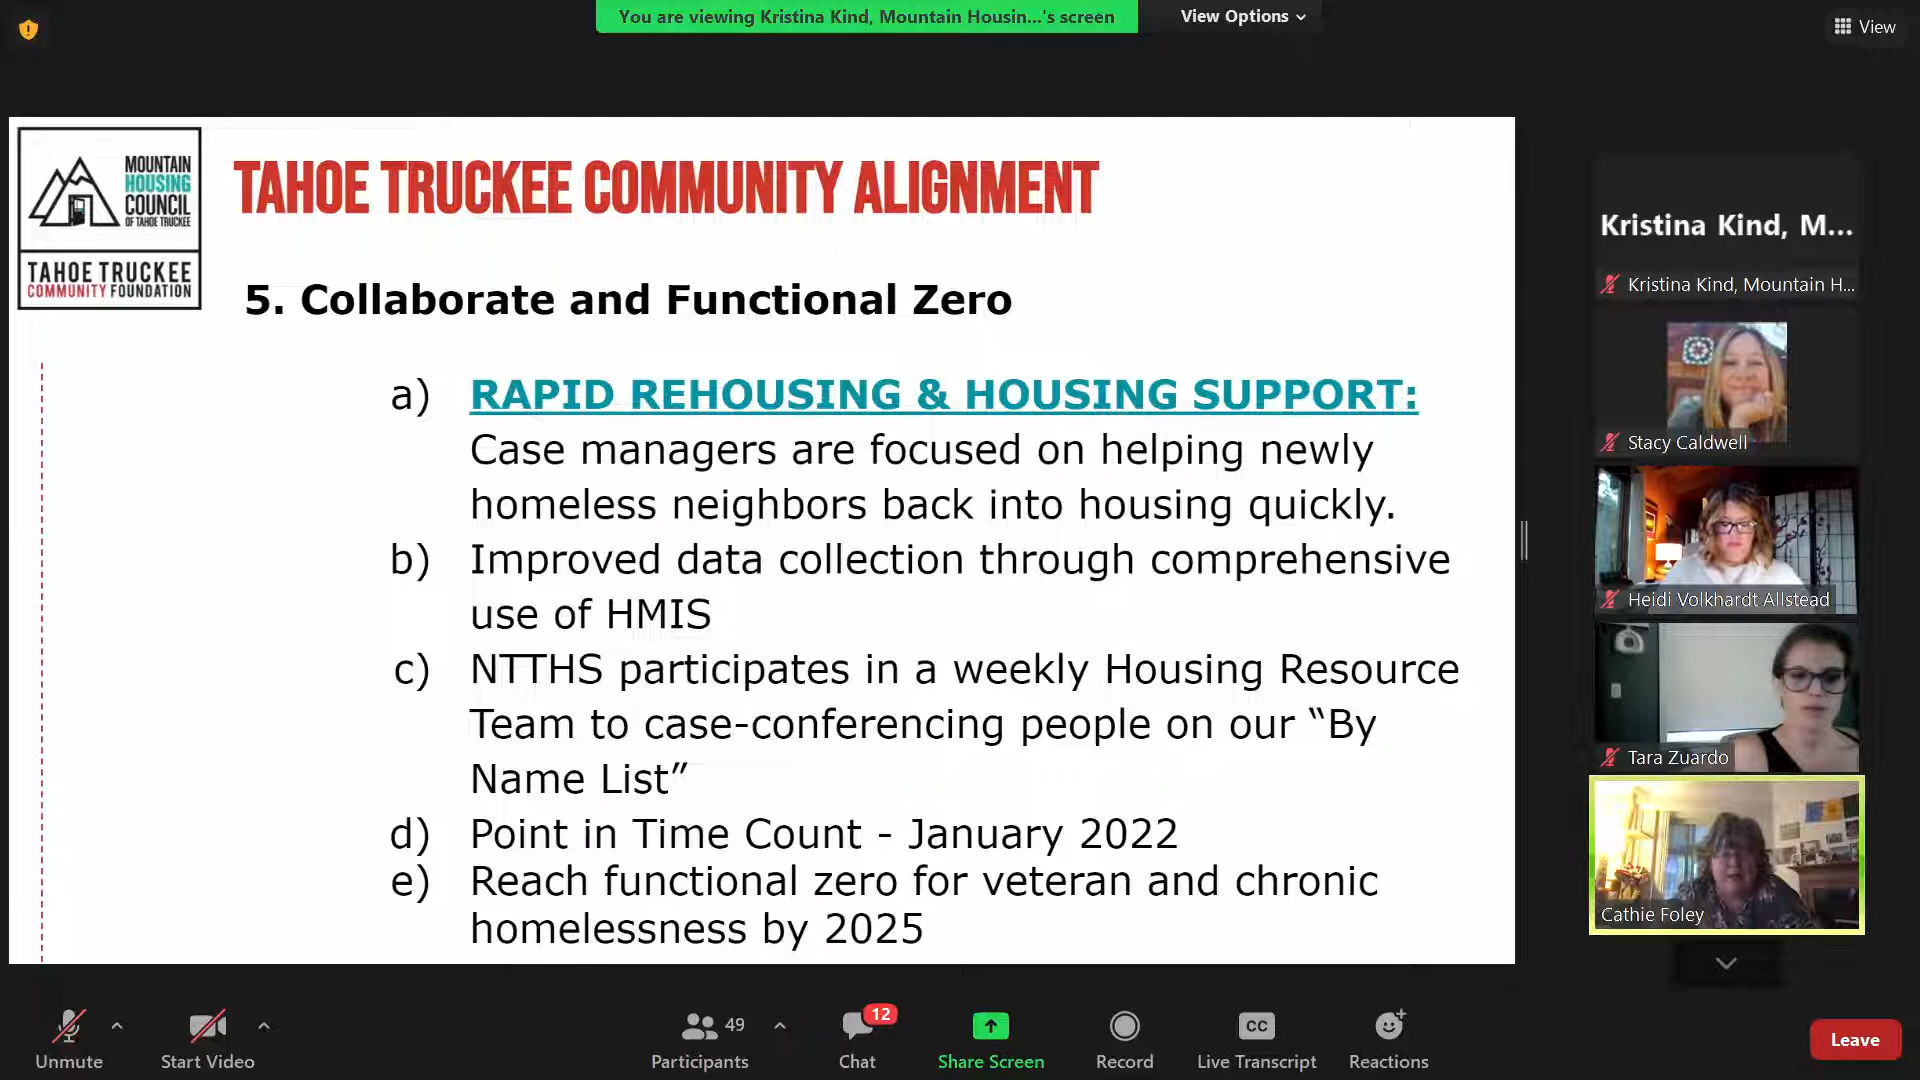 You are viewing Kristina Kind, Mountain Housin...'s screen
View Options
View
MOUNTAIN
HOUSING
COUNCIL
OF TAHOE TRUCKEE
TAHOE TRUCKEE
COMMUNITY FOUNDATION
TAHOE TRUCKEE COMMUNITY ALIGNMENT
5. Collaborate and Functional Zero
a) RAPID REHOUSING & HOUSING SUPPORT:
Case managers are focused on helping newly
homeless neighbors back into housing quickly.
b) Improved data collection through comprehensive
use of HMIS
c) NTTHS participates in a weekly Housing Resource
Team to case-conferencing people on our “By
Name List”
d) Point in Time Count - January 2022
e) Reach functional zero for veteran and chronic
homelessness by 2025
Kristina Kind, M...
Kristina Kind, Mountain H...
Stacy Caldwell
Heidi Volkhardt Allstead
Tara Zuardo
Cathie Foley
Unmute
Start Video
49
Participants
12
Chat
Share Screen
Record
CC
Live Transcript
Reactions
Leave